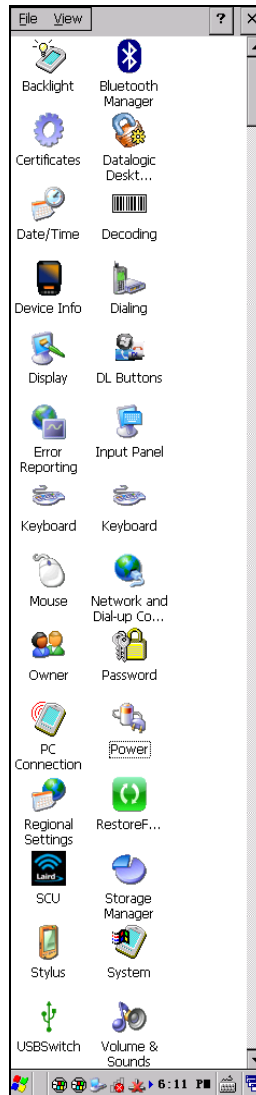 File View ? ×
Backlight Bluetooth
Manager
Certificates Datalogic
Deskt...
Date/Time Decoding
Device Info Dialing
Display DL Buttons
Error Input Panel
Reporting
Keyboard Keyboard
Mouse Network and
Dial-up Co...
Owner Password
PC Power
Connection
Regional RestoreF...
Settings
Laird
SCU Storage
Manager
Stylus System
USBSwitch Volume &
Sounds
6:11 PM